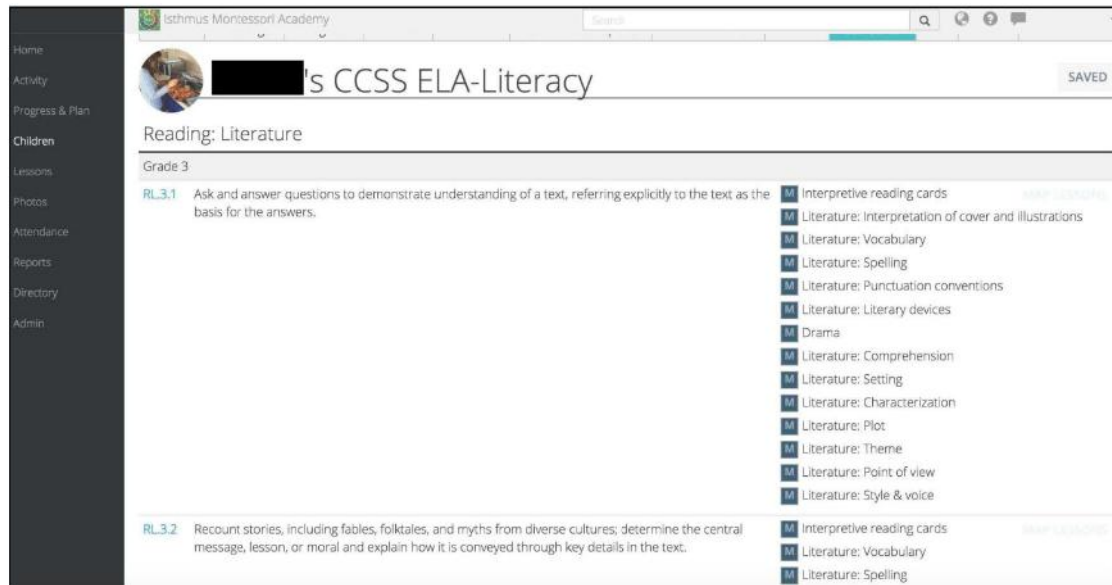 Isthmus Montessori Academy
Search
Home
Activity
Progress & Plan
Children
Lessons
Photos
Attendance
Reports
Directory
Admin
's CCSS ELA-Literacy
SAVED
Reading: Literature
Grade 3
RL.3.1 Ask and answer questions to demonstrate understanding of a text, referring explicitly to the text as the
basis for the answers.
M Interpretive reading cards
MAP LESSONS
M Literature: Interpretation of cover and illustrations
M Literature: Vocabulary
M Literature: Spelling
M Literature: Punctuation conventions
M Literature: Literary devices
M Drama
M Literature: Comprehension
M Literature: Setting
M Literature: Characterization
M Literature: Plot
M Literature: Theme
M Literature: Point of view
M Literature: Style & voice
RL.3.2 Recount stories, including fables, folktales, and myths from diverse cultures; determine the central
message, lesson, or moral and explain how it is conveyed through key details in the text.
M Interpretive reading cards
MAP LESSONS
M Literature: Vocabulary
M Literature: Spelling